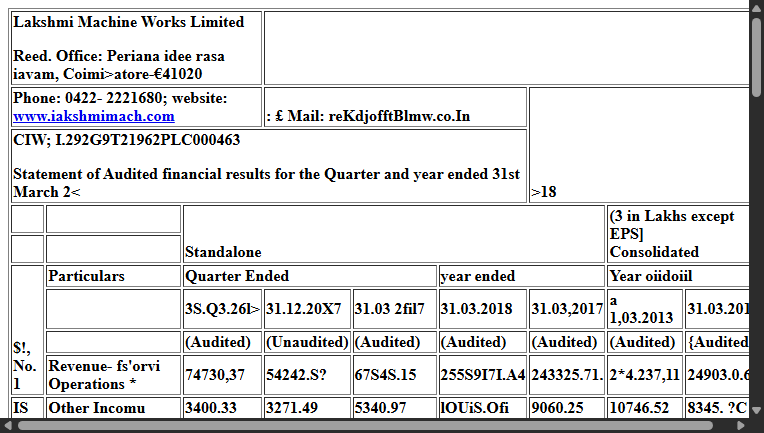 Lakshmi Machine Works Limited
Reed. Office: Periana idee rasa
iavam, Coimi>atore-€41020
Phone: 0422- 2221680; website:
www.iakshmimach.com : £ Mail: reKdjofftBlmw.co.In
CIW; I.292G9T21962PLC000463
Statement of Audited financial results for the Quarter and year ended 31st
March 2< >18
(3 in Lakhs except
EPS]
Standalone Consolidated
Particulars Quarter Ended year ended Year oiidoiil
3S.Q3.26l> 31.12.20X7 31.03 2fil7 31.03.2018 31.03,2017 a
1,03.2013 31.03.201
$!,
No.
1
(Audited) (Unaudited) (Audited) (Audited) (Audited) (Audited) {Audited
Revenue- fs'orvi
Operations * 74730,37 54242.S? 67S4S.15 255S9I7I.A4 243325.71. 2*4.237,11 24903.0.6
IS Other Incomu 3400.33 3271.49 5340.97 lOUiS.Ofi 9060.25 10746.52 8345. ?C